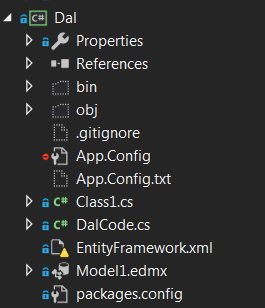 C# Dal
Properties
References
bin
obj
.gitignore
App.Config
App.Config.txt
C# Class1.cs
C# DalCode.cs
EntityFramework.xml
Model1.edmx
packages.config